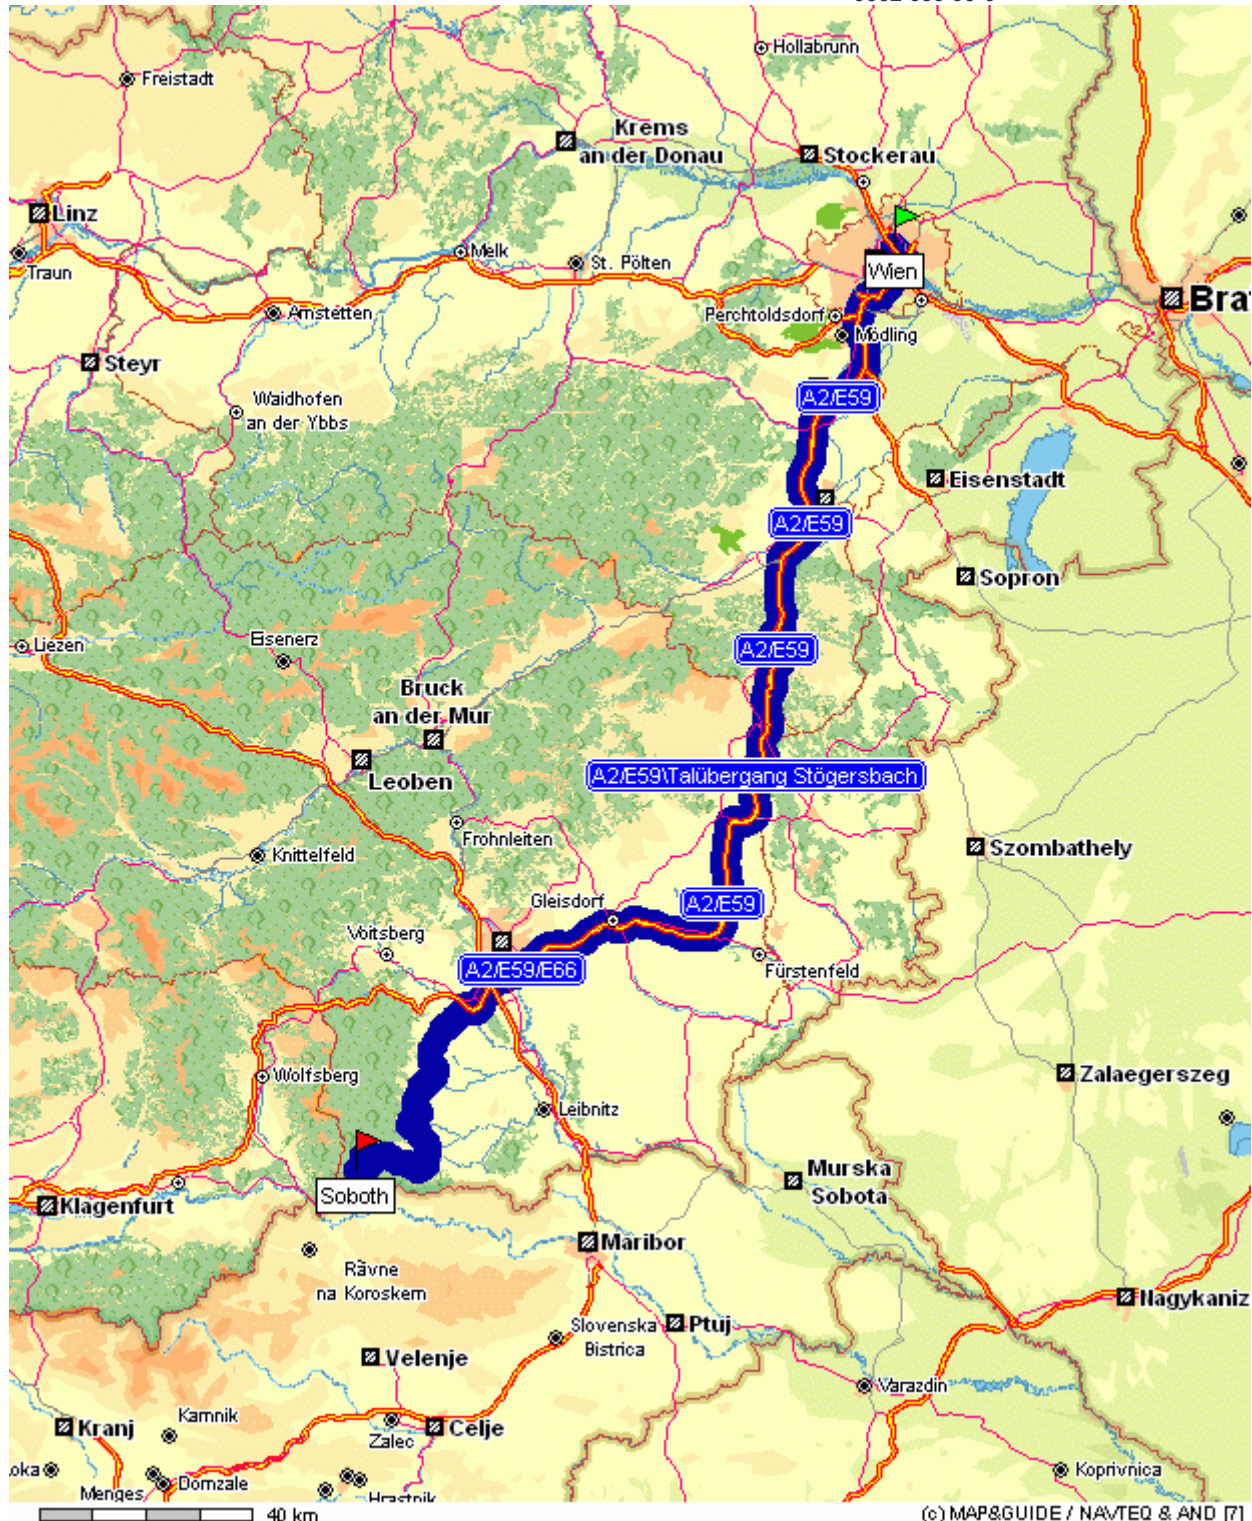 Hollabrunn
Freistadt
Krems
an der Donau
Stockerau
Linz
Traun
Melk
St. Pölten
Wien
Amstetten
Perchtoldsdorf
Mödling
Brat
Steyr
Waidhofen
an der Ybbs
A2/E59
Eisenstadt
A2/E59
Sopron
Liezen
Eisenerz
A2/E59
Bruck
an der Mur
Leoben
A2/E59\Talübergang Stögersbach
Frohnleiten
Knittelfeld
Szombathely
Gleisdorf
A2/E59
Voitsberg
A2/E59/E66
Fürstenfeld
Wolfsberg
Zalaegerszeg
Leibnitz
Soboth
Murska
Sobota
Klagenfurt
Maribor
Rãvne
na Koroskem
Nagykaniz
Ptuj
Slovenska
Bistrica
Velenje
Varazdin
Kranj
Kamnik
Zalec
Celje
oka
Menges
Domzale
Hrastnik
Koprivnica
40 km
(c) MAP&GUIDE / NAVTEQ & AND [7]